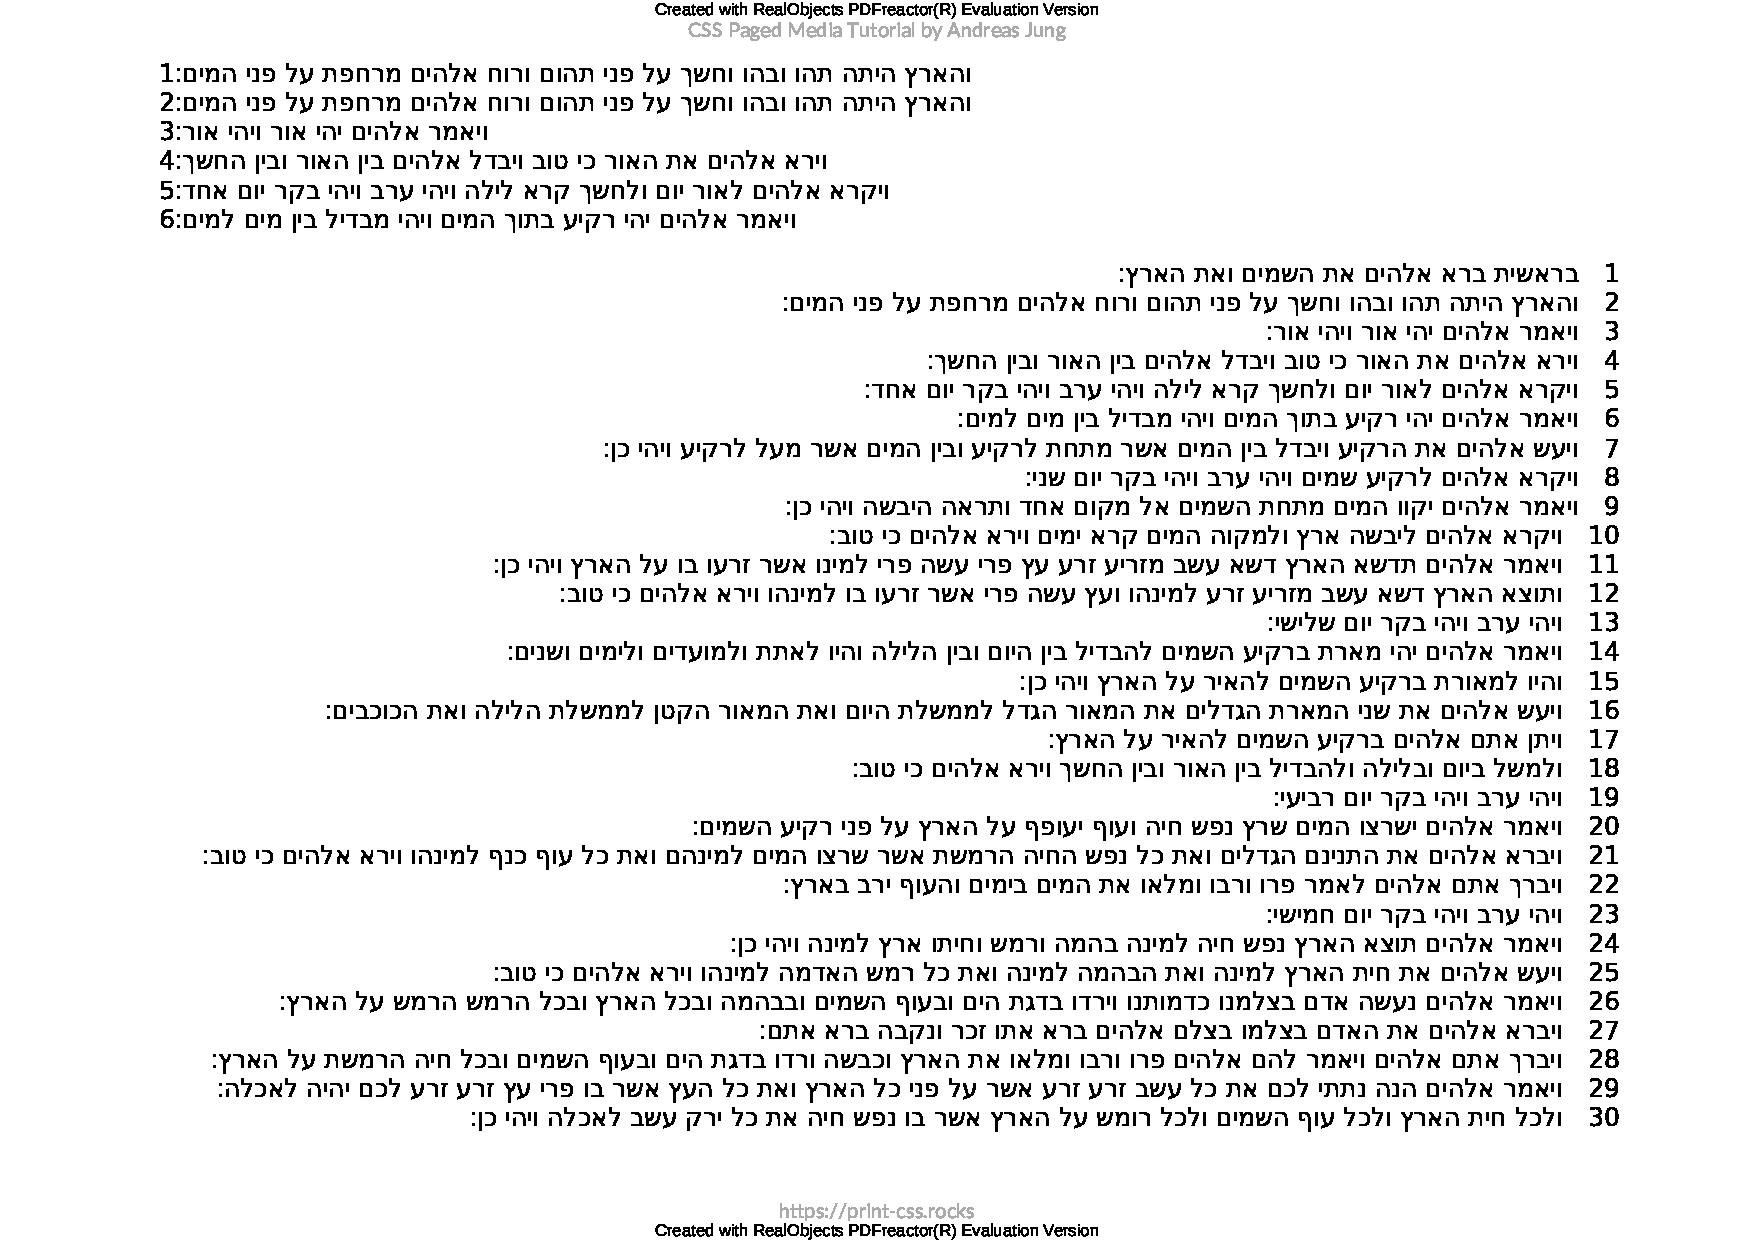 Created with RealObjects PDFreactor(R) Evaluation Version
CSS Paged Media Tutorial by Andreas Jung
1:והארץ היתה תהו ובהו וחשך על פני תהום ורוח אלהים מרחפת על פני המים
2:והארץ היתה תהו ובהו וחשך על פני תהום ורוח אלהים מרחפת על פני המים
3:ויאמר אלהים יהי אור ויהי אור
4:וירא אלהים את האור כי טוב ויבדל אלהים בין האור ובין החשך
5:ויקרא אלהים לאור יום ולחשך קרא לילה ויהי ערב ויהי בקר יום אחד
6:ויאמר אלהים יהי רקיע בתוך המים ויהי מבדיל בין מים למים
1 בראשית ברא אלהים את השמים ואת הארץ:
2 והארץ היתה תהו ובהו וחשך על פני תהום ורוח אלהים מרחפת על פני המים:
3 ויאמר אלהים יהי אור ויהי אור:
4 וירא אלהים את האור כי טוב ויבדל אלהים בין האור ובין החשך:
5 ויקרא אלהים לאור יום ולחשך קרא לילה ויהי ערב ויהי בקר יום אחד:
6 ויאמר אלהים יהי רקיע בתוך המים ויהי מבדיל בין מים למים:
7 ויעש אלהים את הרקיע ויבדל בין המים אשר מתחת לרקיע ובין המים אשר מעל לרקיע ויהי כן:
8 ויקרא אלהים לרקיע שמים ויהי ערב ויהי בקר יום שני:
9 ויאמר אלהים יקוו המים מתחת השמים אל מקום אחד ותראה היבשה ויהי כן:
10 ויקרא אלהים ליבשה ארץ ולמקוה המים קרא ימים וירא אלהים כי טוב:
11 ויאמר אלהים תדשא הארץ דשא עשב מזריע זרע עץ פרי עשה פרי למינו אשר זרעו בו על הארץ ויהי כן:
12 ותוצא הארץ דשא עשב מזריע זרע למינהו ועץ עשה פרי אשר זרעו בו למינהו וירא אלהים כי טוב:
13 ויהי ערב ויהי בקר יום שלישי:
14 ויאמר אלהים יהי מארת ברקיע השמים להבדיל בין היום ובין הלילה והיו לאתת ולמועדים ולימים ושנים:
15 והיו למאורת ברקיע השמים להאיר על הארץ ויהי כן:
16 ויעש אלהים את שני המארת הגדלים את המאור הגדל לממשלת היום ואת המאור הקטן לממשלת הלילה ואת הכוכבים:
17 ויתן אתם אלהים ברקיע השמים להאיר על הארץ:
18 ולמשל ביום ובלילה ולהבדיל בין האור ובין החשך וירא אלהים כי טוב:
19 ויהי ערב ויהי בקר יום רביעי:
20 ויאמר אלהים ישרצו המים שרץ נפש חיה ועוף יעופף על הארץ על פני רקיע השמים:
21 ויברא אלהים את התנינם הגדלים ואת כל נפש החיה הרמשת אשר שרצו המים למינהם ואת כל עוף כנף למינהו וירא אלהים כי טוב:
22 ויברך אתם אלהים לאמר פרו ורבו ומלאו את המים בימים והעוף ירב בארץ:
23 ויהי ערב ויהי בקר יום חמישי:
24 ויאמר אלהים תוצא הארץ נפש חיה למינה בהמה ורמש וחיתו ארץ למינה ויהי כן:
25 ויעש אלהים את חית הארץ למינה ואת הבהמה למינה ואת כל רמש האדמה למינהו וירא אלהים כי טוב:
26 ויאמר אלהים נעשה אדם בצלמנו כדמותנו וירדו בדגת הים ובעוף השמים ובבהמה ובכל הארץ ובכל הרמש הרמש על הארץ:
27 ויברא אלהים את האדם בצלמו בצלם אלהים ברא אתו זכר ונקבה ברא אתם:
28 ויברך אתם אלהים ויאמר להם אלהים פרו ורבו ומלאו את הארץ וכבשה ורדו בדגת הים ובעוף השמים ובכל חיה הרמשת על הארץ:
29 ויאמר אלהים הנה נתתי לכם את כל עשב זרע זרע אשר על פני כל הארץ ואת כל העץ אשר בו פרי עץ זרע זרע לכם יהיה לאכלה:
30 ולכל חית הארץ ולכל עוף השמים ולכל רומש על הארץ אשר בו נפש חיה את כל ירק עשב לאכלה ויהי כן:
https://print-css.rocks
Created with RealObjects PDFreactor(R) Evaluation Version